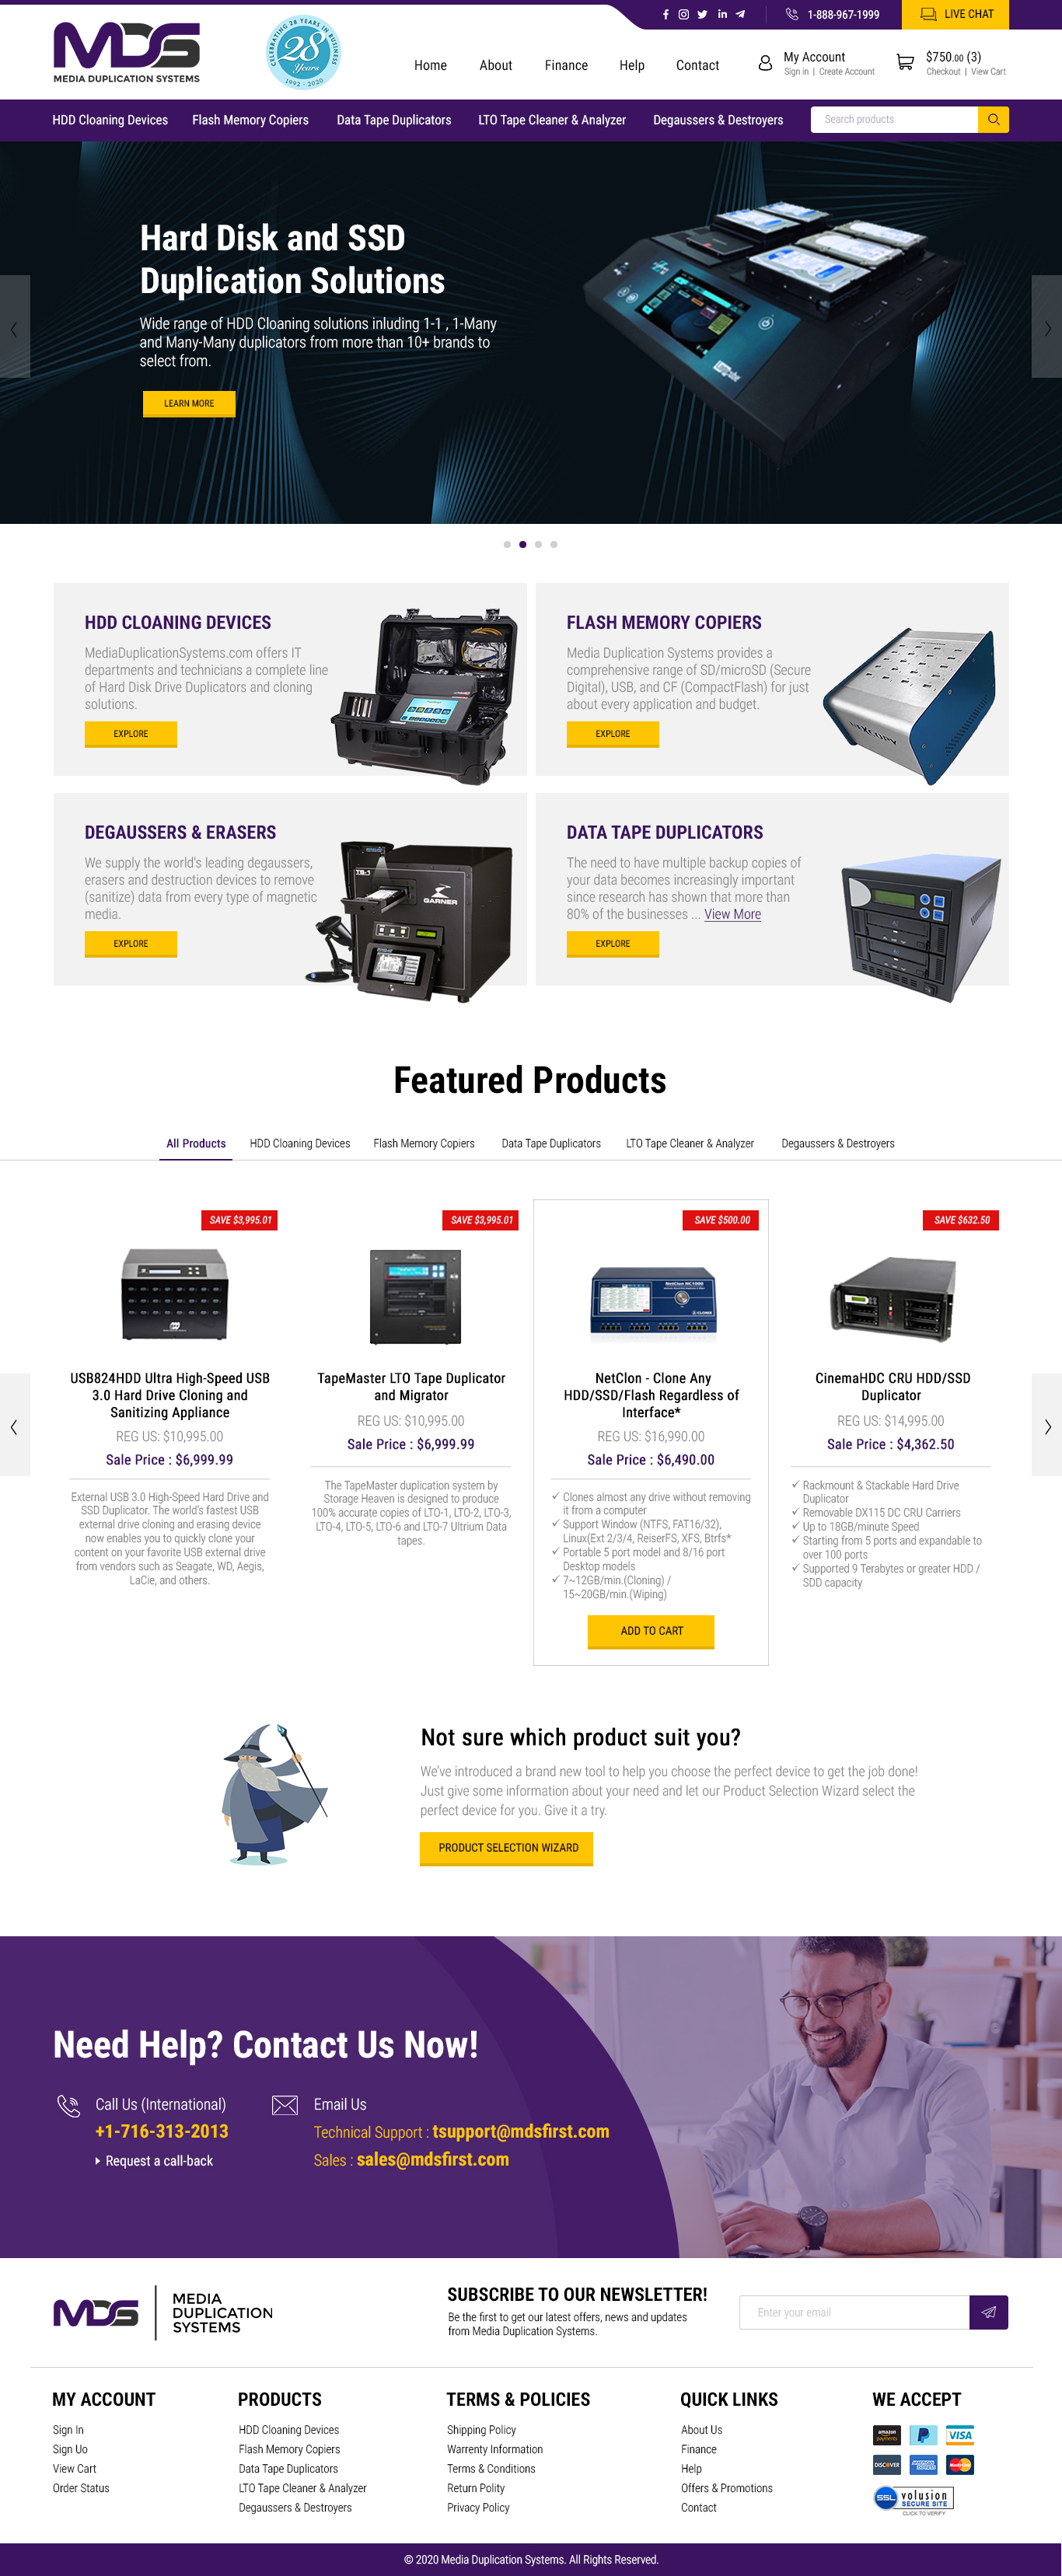 1-888-967-1999
LIVE CHAT
MDS
MEDIA DUPLICATION SYSTEMS
CELEBRATING 28 YEARS IN BUSINESS
28
Years
1992 - 2020
Home
About
Finance
Help
Contact
My Account
Sign in | Create Account
$750.00 (3)
Checkout | View Cart
HDD Cloaning Devices
Flash Memory Copiers
Data Tape Duplicators
LTO Tape Cleaner & Analyzer
Degaussers & Destroyers
Search products
Hard Disk and SSD
Duplication Solutions
Wide range of HDD Cloaning solutions inluding 1-1 , 1-Many
and Many-Many duplicators from more than 10+ brands to
select from.
LEARN MORE
HDD CLOANING DEVICES
MediaDuplicationSystems.com offers IT
departments and technicians a complete line
of Hard Disk Drive Duplicators and cloning
solutions.
EXPLORE
FLASH MEMORY COPIERS
Media Duplication Systems provides a
comprehensive range of SD/microSD (Secure
Digital), USB, and CF (CompactFlash) for just
about every application and budget.
EXPLORE
NEXCOPY
DEGAUSSERS & ERASERS
We supply the world's leading degaussers,
erasers and destruction devices to remove
(sanitize) data from every type of magnetic
media.
EXPLORE
TS-1
GARNER
DATA TAPE DUPLICATORS
The need to have multiple backup copies of
your data becomes increasingly important
since research has shown that more than
80% of the businesses ... View More
EXPLORE
Featured Products
All Products
HDD Cloaning Devices
Flash Memory Copiers
Data Tape Duplicators
LTO Tape Cleaner & Analyzer
Degaussers & Destroyers
SAVE $3,995.01
USB824HDD Ultra High-Speed USB
3.0 Hard Drive Cloning and
Sanitizing Appliance
REG US: $10,995.00
Sale Price : $6,999.99
External USB 3.0 High-Speed Hard Drive and
SSD Duplicator. The world's fastest USB
external drive cloning and erasing device
now enables you to quickly clone your
content on your favorite USB external drive
from vendors such as Seagate, WD, Aegis,
LaCie, and others.
SAVE $3,995.01
TapeMaster LTO Tape Duplicator
and Migrator
REG US: $10,995.00
Sale Price : $6,999.99
The TapeMaster duplication system by
Storage Heaven is designed to produce
100% accurate copies of LTO-1, LTO-2, LTO-3,
LTO-4, LTO-5, LTO-6 and LTO-7 Ultrium Data
tapes.
SAVE $500.00
NetClon NC1000
CLONIX
NetClon - Clone Any
HDD/SSD/Flash Regardless of
Interface*
REG US: $16,990.00
Sale Price : $6,490.00
Clones almost any drive without removing
it from a computer
Support Window (NTFS, FAT16/32),
Linux(Ext 2/3/4, ReiserFS, XFS, Btrfs*
Portable 5 port model and 8/16 port
Desktop models
7~12GB/min.(Cloning) /
15~20GB/min.(Wiping)
ADD TO CART
SAVE $632.50
CinemaHDC CRU HDD/SSD
Duplicator
REG US: $14,995.00
Sale Price : $4,362.50
Rackmount & Stackable Hard Drive
Duplicator
Removable DX115 DC CRU Carriers
Up to 18GB/minute Speed
Starting from 5 ports and expandable to
over 100 ports
Supported 9 Terabytes or greater HDD /
SDD capacity
Not sure which product suit you?
We've introduced a brand new tool to help you choose the perfect device to get the job done!
Just give some information about your need and let our Product Selection Wizard select the
perfect device for you. Give it a try.
PRODUCT SELECTION WIZARD
Need Help? Contact Us Now!
Call Us (International)
+1-716-313-2013
Request a call-back
Email Us
Technical Support : tsupport@mdsfirst.com
Sales : sales@mdsfirst.com
MDS
MEDIA
DUPLICATION
SYSTEMS
SUBSCRIBE TO OUR NEWSLETTER!
Be the first to get our latest offers, news and updates
from Media Duplication Systems.
Enter your email
MY ACCOUNT
Sign In
Sign Uo
View Cart
Order Status
PRODUCTS
HDD Cloaning Devices
Flash Memory Copiers
Data Tape Duplicators
LTO Tape Cleaner & Analyzer
Degaussers & Destroyers
TERMS & POLICIES
Shipping Policy
Warrenty Information
Terms & Conditions
Return Polity
Privacy Policy
QUICK LINKS
About Us
Finance
Help
Offers & Promotions
Contact
WE ACCEPT
amazon payments
VISA
DISCOVER
AMERICAN EXPRESS
MasterCard
SSL
volusion
SECURE SITE
CLICK TO VERIFY
© 2020 Media Duplication Systems. All Rights Reserved.